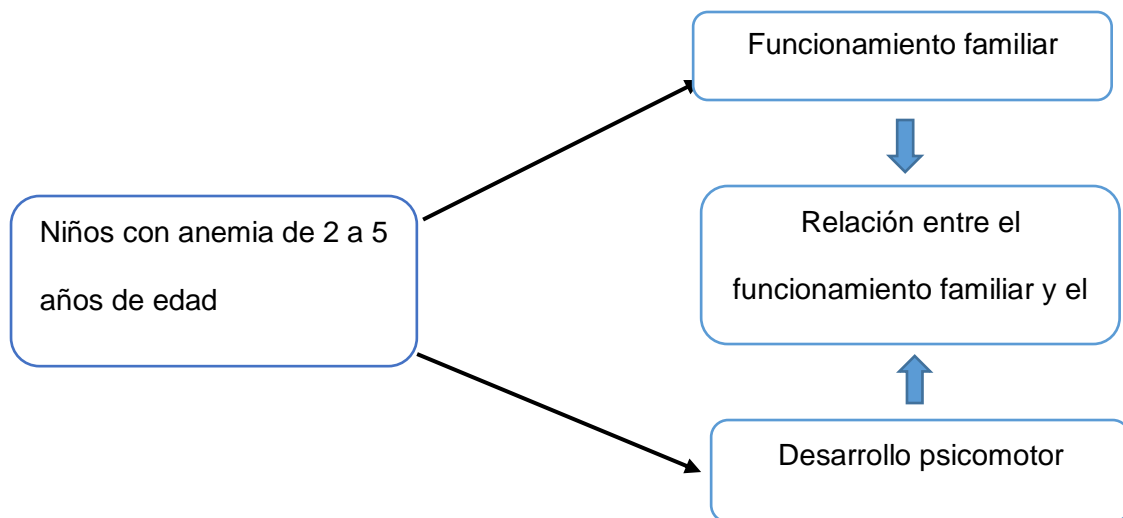 Funcionamiento familiar
Niños con anemia de 2 a 5
años de edad
Relación entre el
funcionamiento familiar y el
Desarrollo psicomotor